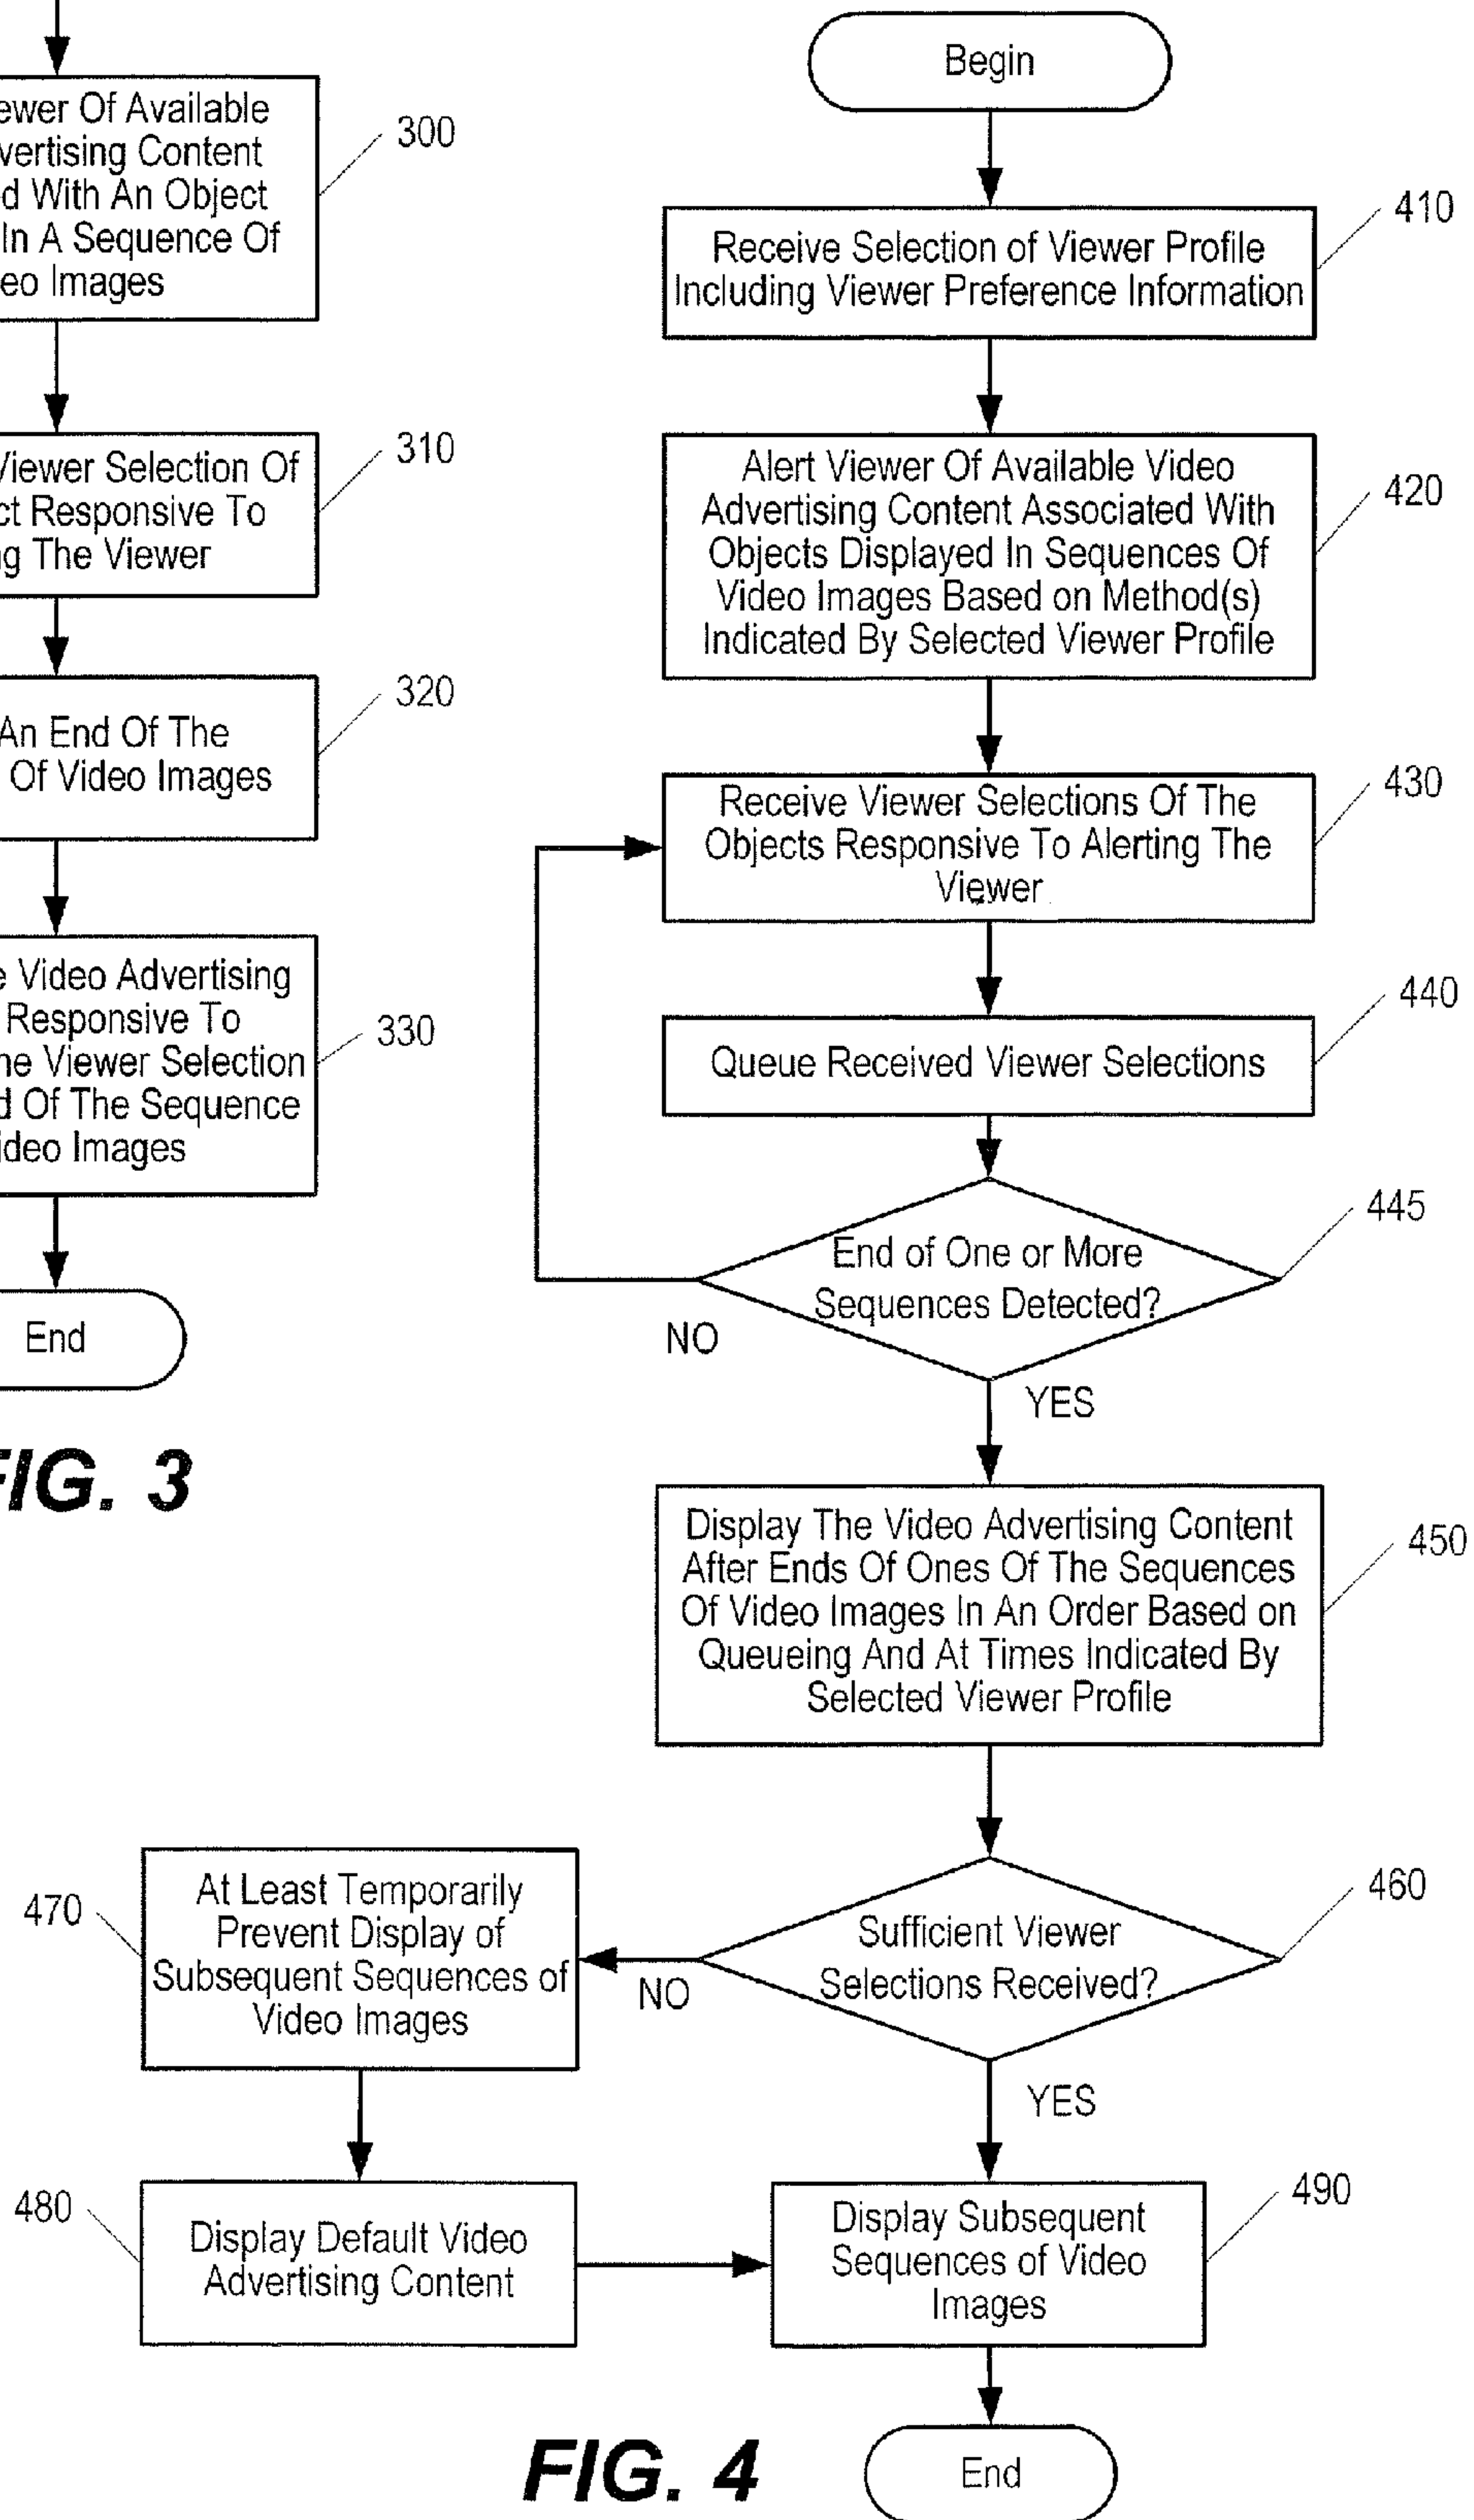 Of Available
300
Content
With An Object
In A Sequence Of
Images
Viewer Selection Of
310
Responsive To
The Viewer
An End Of The
320
Of Video Images
Video Advertising
Responsive To
330
Viewer Selection
Of The Sequence
Images
End
FIG. 3
Begin
410
Receive Selection of Viewer Profile
Including Viewer Preference Information
Alert Viewer Of Available Video
420
Advertising Content Associated With
Objects Displayed In Sequences Of
Video Images Based on Method(s)
Indicated By Selected Viewer Profile
430
Receive Viewer Selections Of The
Objects Responsive To Alerting The
Viewer
440
Queue Received Viewer Selections
445
End of One or More
Sequences Detected?
NO
YES
Display The Video Advertising Content
450
After Ends Of Ones Of The Sequences
Of Video Images In An Order Based on
Queueing And At Times Indicated By
Selected Viewer Profile
460
Sufficient Viewer
Selections Received?
NO
YES
470
At Least Temporarily
Prevent Display of
Subsequent Sequences of
Video Images
480
Display Default Video
Advertising Content
490
Display Subsequent
Sequences of Video
Images
End
FIG. 4